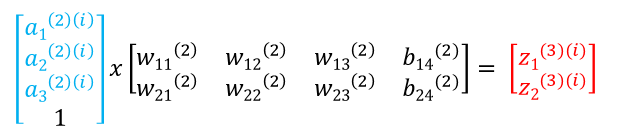 a₁⁽²⁾⁽ⁱ⁾
a₂⁽²⁾⁽ⁱ⁾ x w₁₁⁽²⁾ w₁₂⁽²⁾ w₁₃⁽²⁾ b₁₄⁽²⁾ = z₁⁽³⁾⁽ⁱ⁾
a₃⁽²⁾⁽ⁱ⁾ w₂₁⁽²⁾ w₂₂⁽²⁾ w₂₃⁽²⁾ b₂₄⁽²⁾ z₂⁽³⁾⁽ⁱ⁾
1